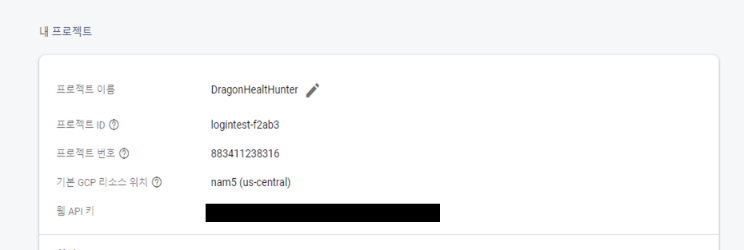 내 프로젝트
프로젝트 이름 DragonHealtHunter
프로젝트 ID logintest-f2ab3
프로젝트 번호 883411238316
기본 GCP 리소스 위치 nam5 (us-central)
웹 API 키